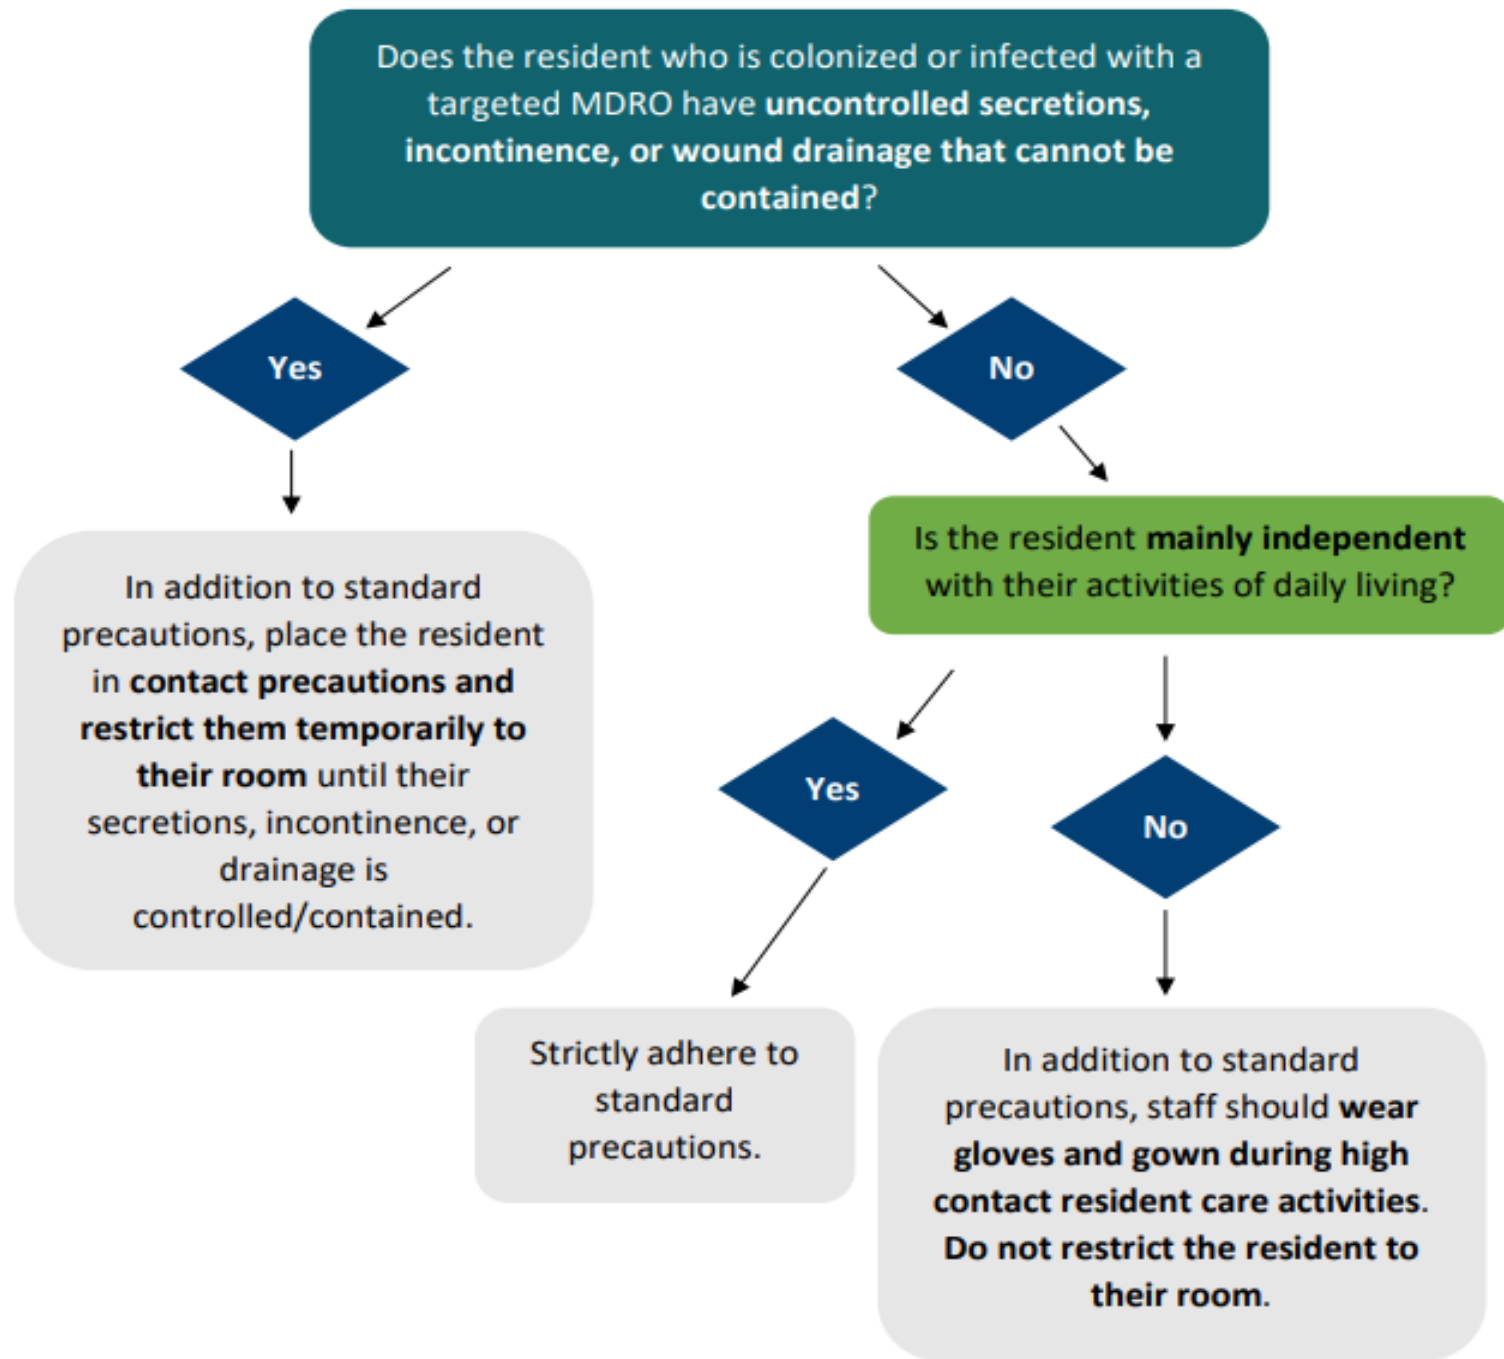 Does the resident who is colonized or infected with a
targeted MDRO have uncontrolled secretions,
incontinence, or wound drainage that cannot be
contained?
Yes
No
In addition to standard
precautions, place the resident
in contact precautions and
restrict them temporarily to
their room until their
secretions, incontinence, or
drainage is
controlled/contained.
Is the resident mainly independent
with their activities of daily living?
Yes
No
Strictly adhere to
standard
precautions.
In addition to standard
precautions, staff should wear
gloves and gown during high
contact resident care activities.
Do not restrict the resident to
their room.